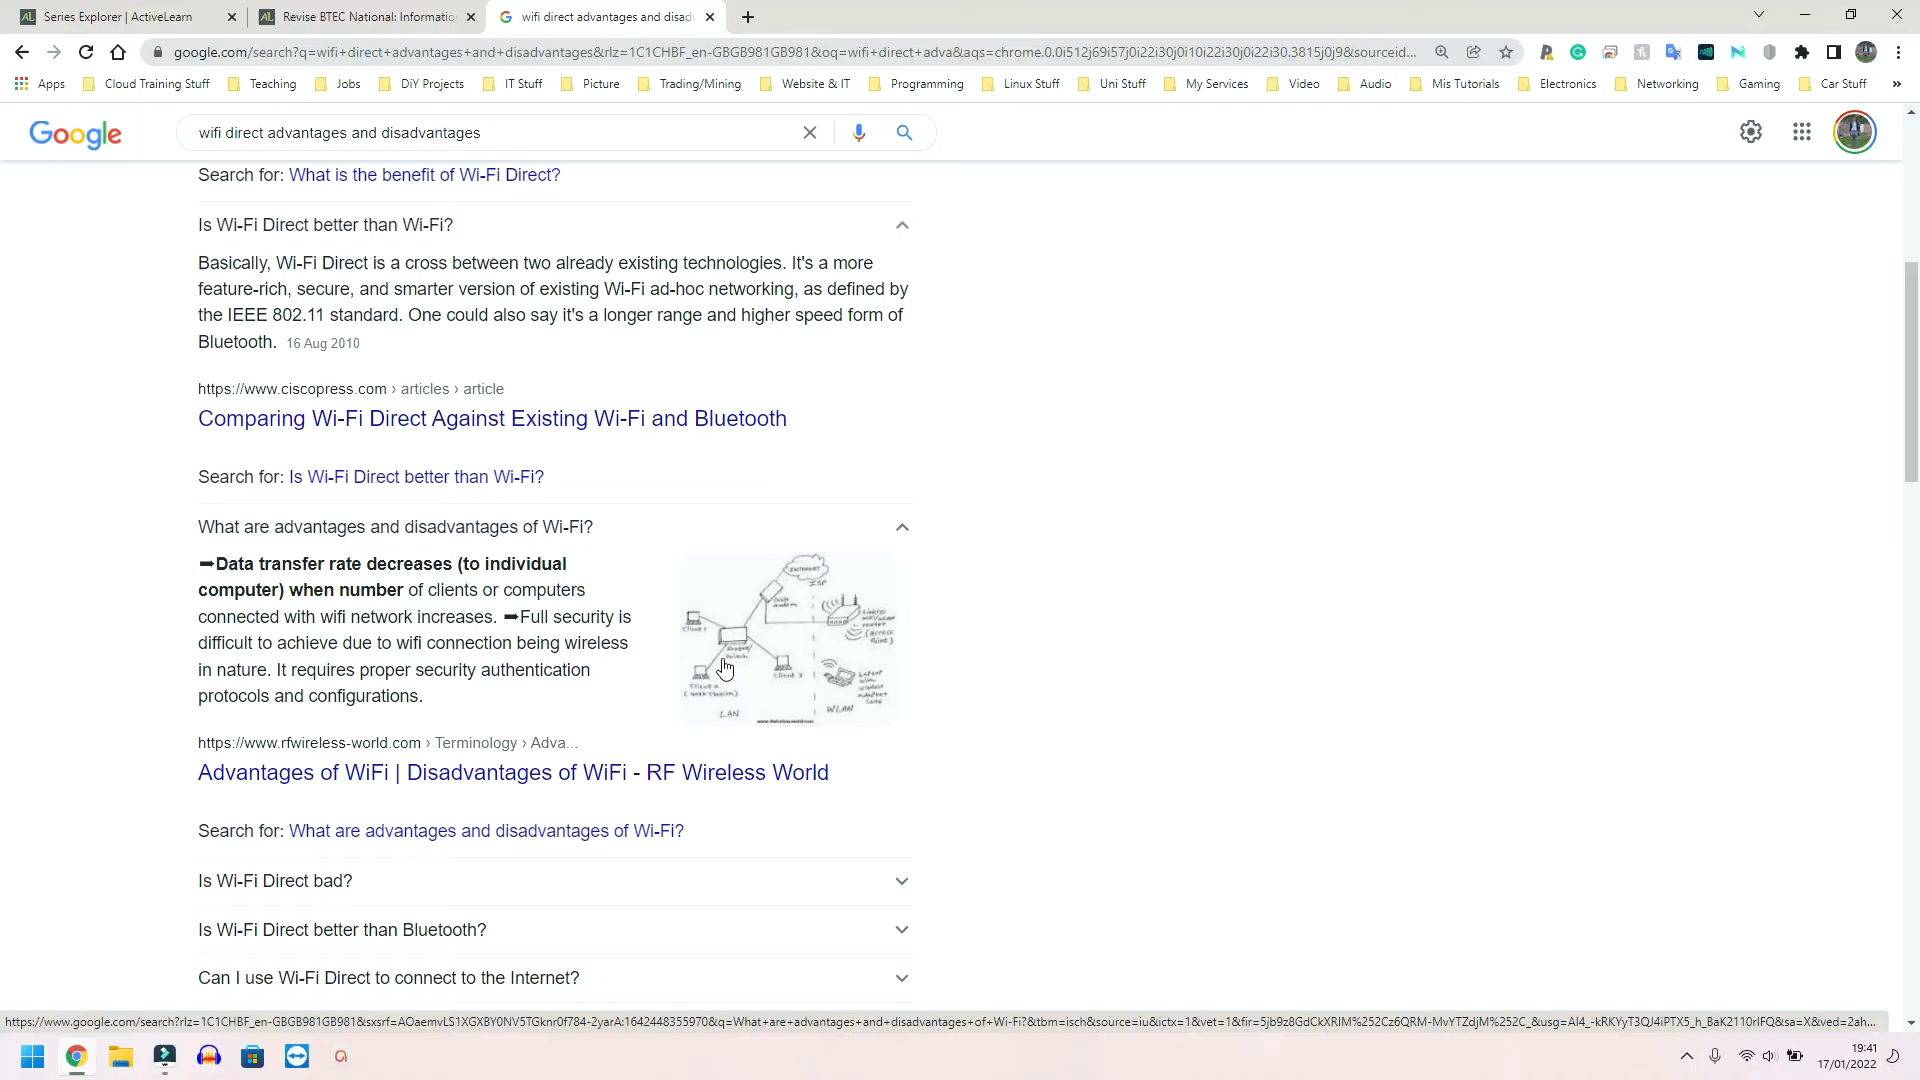 Series Explorer | ActiveLearn
Revise BTEC National: Informatio
wifi direct advantages and disad
google.com/search?q=wifi+direct+advantages+and+disadvantages&rlz=1C1CHBF_en-GBGB981GB981&oq=wifi+direct+adva&aqs=chrome.0.0i512j69i57j0i22i30j0i10i22i30j0i22i30.3815j0j9&sourceid...
Apps Cloud Training Stuff Teaching Jobs DiY Projects IT Stuff Picture Trading/Mining Website & IT Programming Linux Stuff Uni Stuff My Services Video Audio Mis Tutorials Electronics Networking Gaming Car Stuff »
Google wifi direct advantages and disadvantages
Search for: What is the benefit of Wi-Fi Direct?
Is Wi-Fi Direct better than Wi-Fi?
Basically, Wi-Fi Direct is a cross between two already existing technologies. It's a more
feature-rich, secure, and smarter version of existing Wi-Fi ad-hoc networking, as defined by
the IEEE 802.11 standard. One could also say it's a longer range and higher speed form of
Bluetooth. 16 Aug 2010
https://www.ciscopress.com › articles › article
Comparing Wi-Fi Direct Against Existing Wi-Fi and Bluetooth
Search for: Is Wi-Fi Direct better than Wi-Fi?
What are advantages and disadvantages of Wi-Fi?
➨Data transfer rate decreases (to individual
computer) when number of clients or computers
connected with wifi network increases. ➨Full security is
difficult to achieve due to wifi connection being wireless
in nature. It requires proper security authentication
protocols and configurations.
INTERNET
ISP
Client 1
Client 3
LAN
WLAN
https://www.rfwireless-world.com › Terminology › Adva...
Advantages of WiFi | Disadvantages of WiFi - RF Wireless World
Search for: What are advantages and disadvantages of Wi-Fi?
Is Wi-Fi Direct bad?
Is Wi-Fi Direct better than Bluetooth?
Can I use Wi-Fi Direct to connect to the Internet?
19:41
17/01/2022